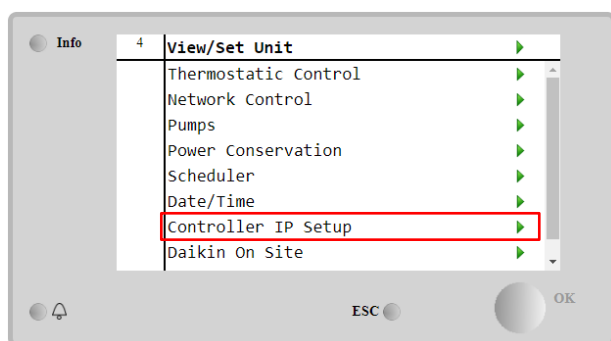 Info
4 View/Set Unit
Thermostatic Control
Network Control
Pumps
Power Conservation
Scheduler
Date/Time
Controller IP Setup
Daikin On Site
ESC
OK